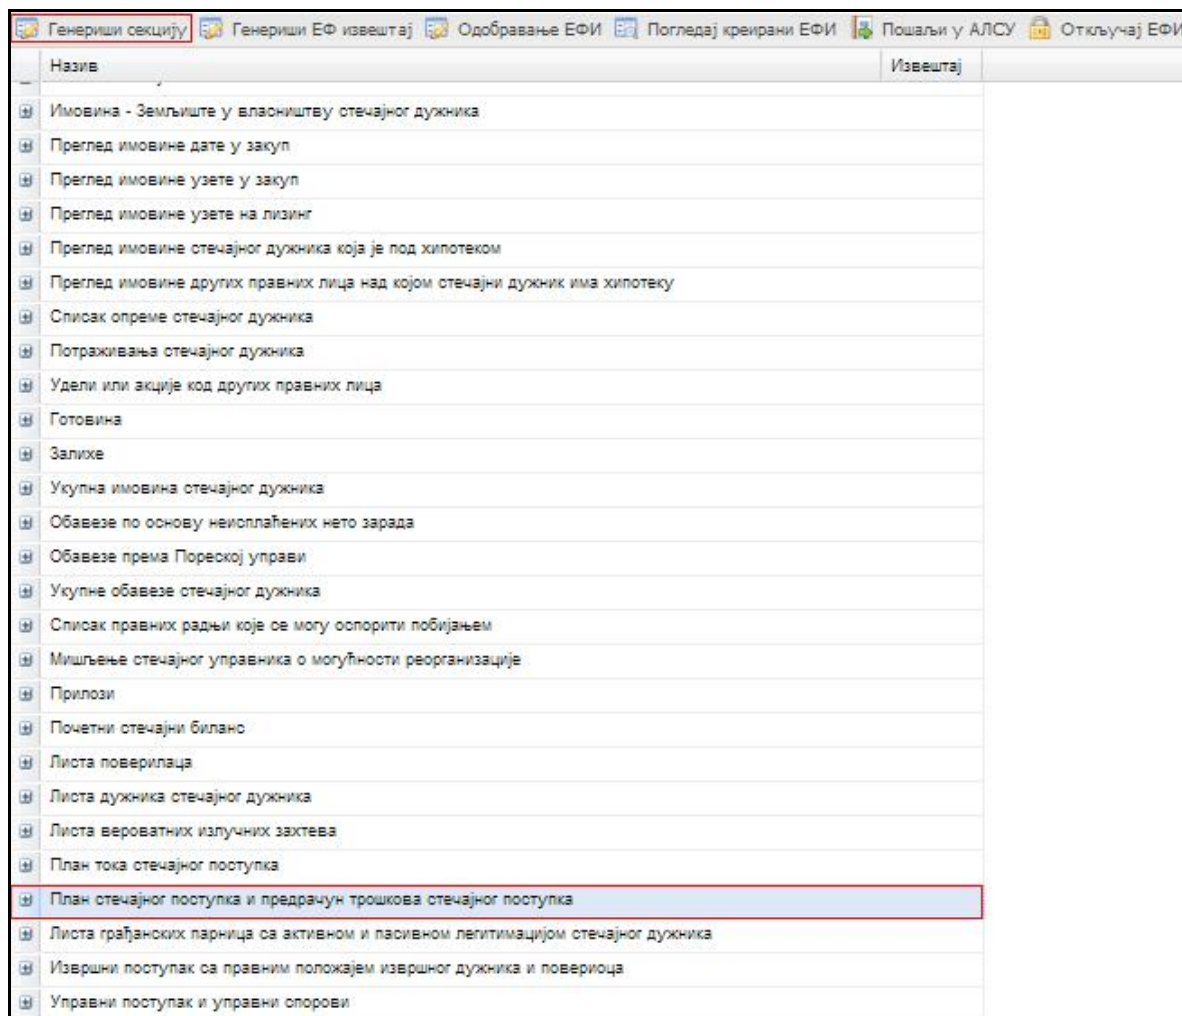 Генериши секцију Генериши ЕФ извештај Одобравање ЕФИ Погледај креирани ЕФИ Пошаљи у АЛСУ Откључај ЕФИ
Назив Извештај
Имовина - Земљиште у власништву стечајног дужника
Преглед имовине дате у закуп
Преглед имовине узете у закуп
Преглед имовине узете на лизинг
Преглед имовине стечајног дужника која је под хипотеком
Преглед имовине других правних лица над којом стечајни дужник има хипотеку
Списак опреме стечајног дужника
Потраживања стечајног дужника
Удели или акције код других правних лица
Готовина
Залихе
Укупна имовина стечајног дужника
Обавезе по основу неисплаћених нето зарада
Обавезе према Пореској управи
Укупне обавезе стечајног дужника
Списак правних радњи које се могу оспорити побијањем
Мишљење стечајног управника о могућности реорганизације
Прилози
Почетни стечајни биланс
Листа поверилаца
Листа дужника стечајног дужника
Листа вероватних излучних захтева
План тока стечајног поступка
План стечајног поступка и предрачун трошкова стечајног поступка
Листа грађанских парница са активном и пасивном легитимацијом стечајног дужника
Извршни поступак са правним положајем извршног дужника и повериоца
Управни поступак и управни спорови